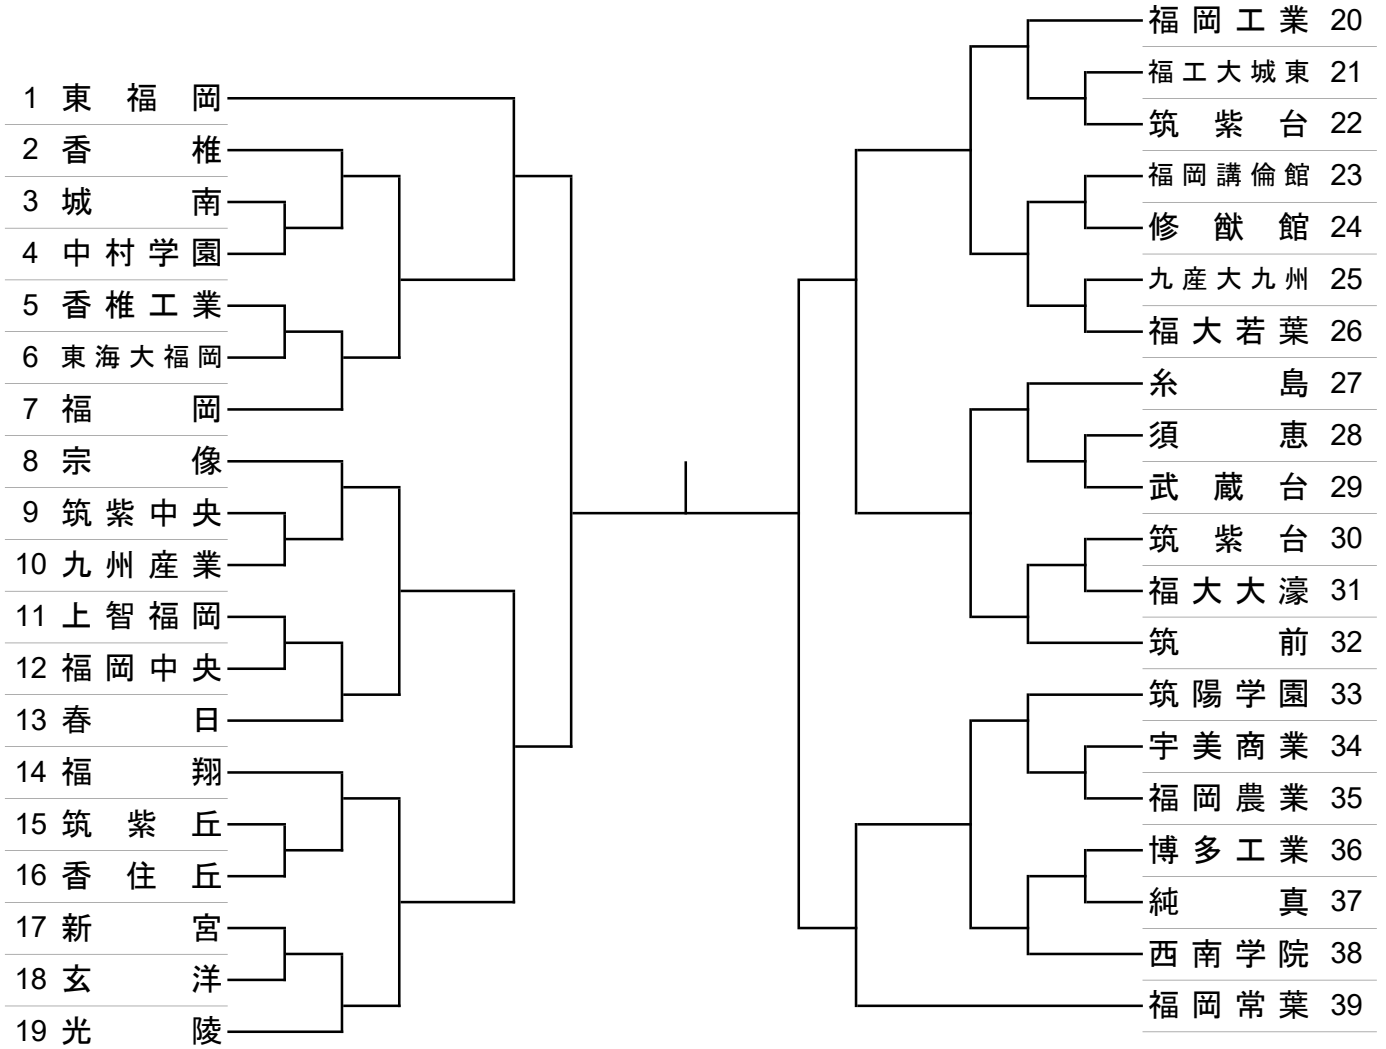 1 東福岡
2 香椎
3 城南
4 中村学園
5 香椎工業
6 東海大福岡
7 福岡
8 宗像
9 筑紫中央
10 九州産業
11 上智福岡
12 福岡中央
13 春日
14 福翔
15 筑紫丘
16 香住丘
17 新宮
18 玄洋
19 光陵
福岡工業 20
福工大城東 21
筑紫台 22
福岡講倫館 23
修猷館 24
九産大九州 25
福大若葉 26
糸島 27
須恵 28
武蔵台 29
筑紫台 30
福大大濠 31
筑前 32
筑陽学園 33
宇美商業 34
福岡農業 35
博多工業 36
純真 37
西南学院 38
福岡常葉 39